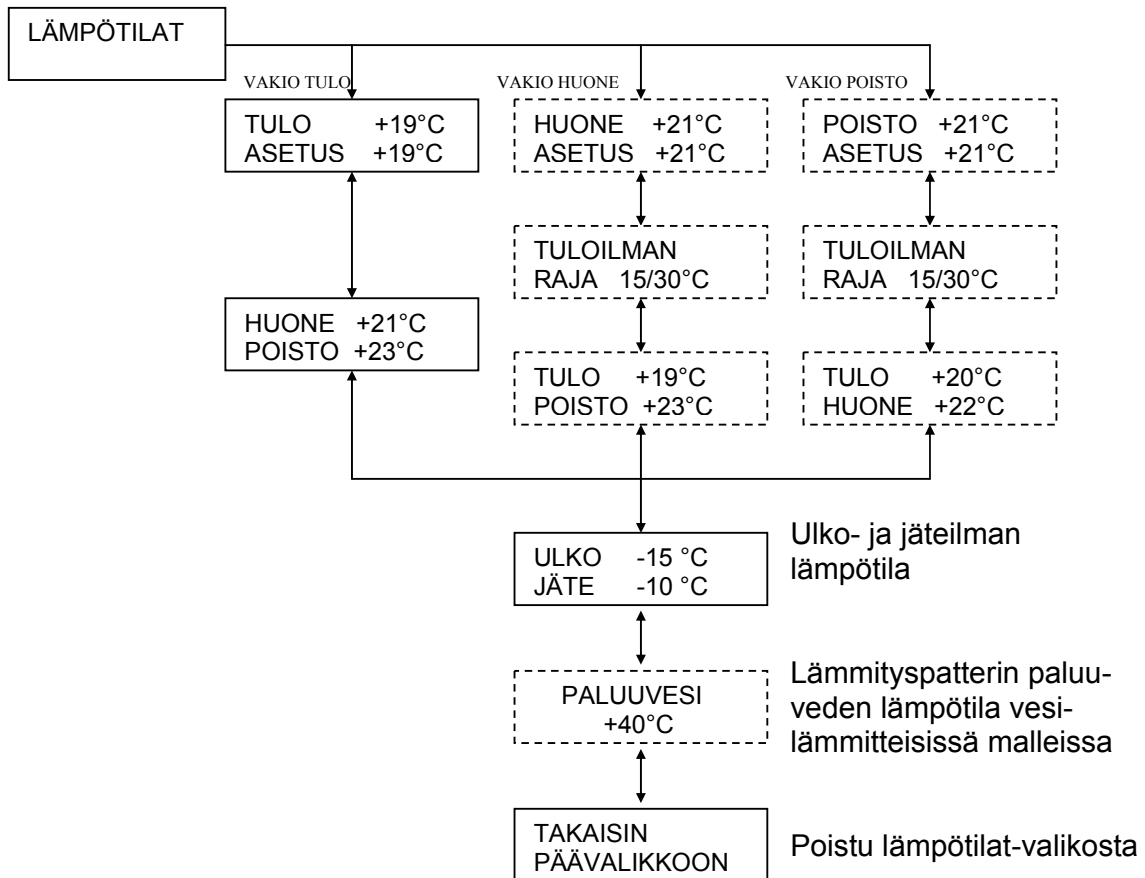 LÄMPÖTILAT
VAKIO TULO
VAKIO HUONE
VAKIO POISTO
TULO +19°C
ASETUS +19°C
HUONE +21°C
ASETUS +21°C
POISTO +21°C
ASETUS +21°C
TULOILMAN
RAJA 15/30°C
TULOILMAN
RAJA 15/30°C
HUONE +21°C
POISTO +23°C
TULO +19°C
POISTO +23°C
TULO +20°C
HUONE +22°C
ULKO -15 °C
JÄTE -10 °C
Ulko- ja jäteilman
lämpötila
PALUUVESI
+40°C
Lämmityspatterin paluu-
veden lämpötila vesi-
lämmitteisissä malleissa
TAKAISIN
PÄÄVALIKKOON
Poistu lämpötilat-valikosta